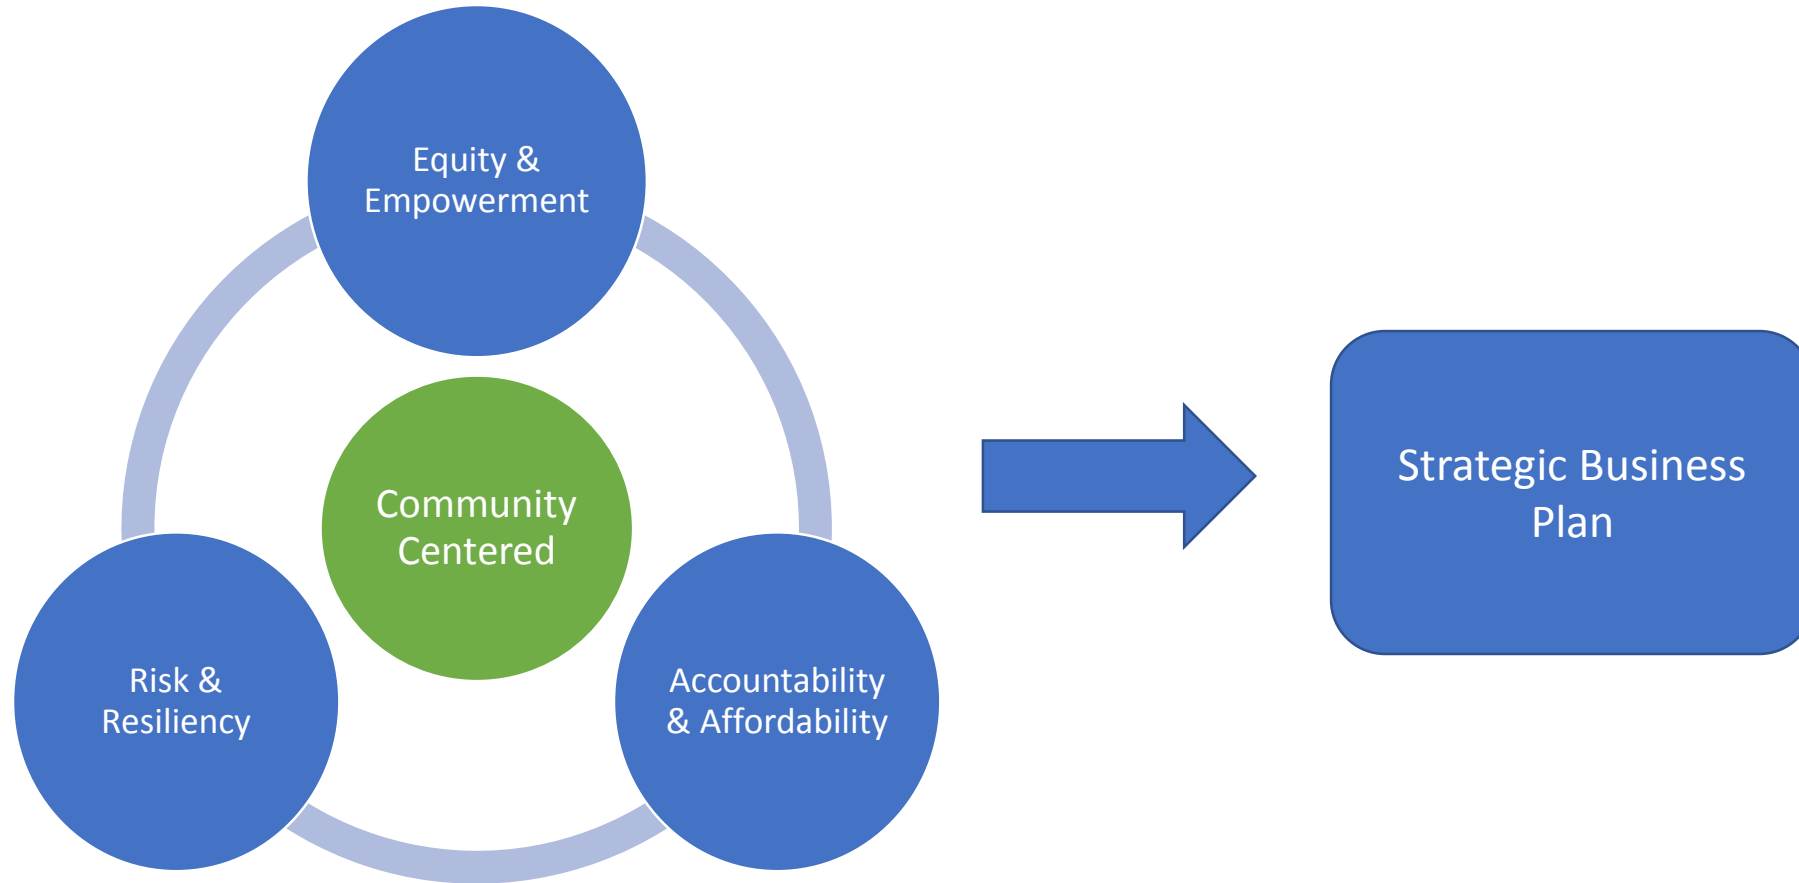 Equity &
Empowerment
Community
Centered
Risk &
Resiliency
Accountability
& Affordability
Strategic Business
Plan